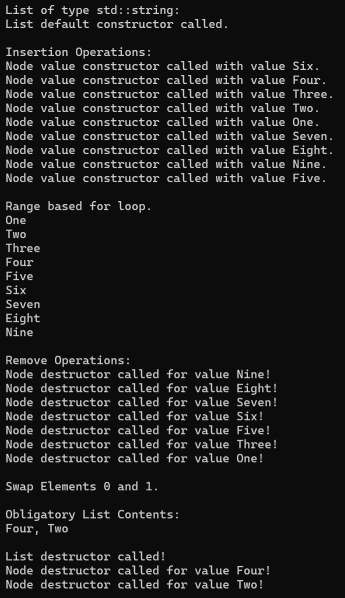 List of type std::string:
List default constructor called.

Insertion Operations:
Node value constructor called with value Six.
Node value constructor called with value Four.
Node value constructor called with value Three.
Node value constructor called with value Two.
Node value constructor called with value One.
Node value constructor called with value Seven.
Node value constructor called with value Eight.
Node value constructor called with value Nine.
Node value constructor called with value Five.

Range based for loop.
One
Two
Three
Four
Five
Six
Seven
Eight
Nine

Remove Operations:
Node destructor called for value Nine!
Node destructor called for value Eight!
Node destructor called for value Seven!
Node destructor called for value Six!
Node destructor called for value Five!
Node destructor called for value Three!
Node destructor called for value One!

Swap Elements 0 and 1.

Obligatory List Contents:
Four, Two

List destructor called!
Node destructor called for value Four!
Node destructor called for value Two!